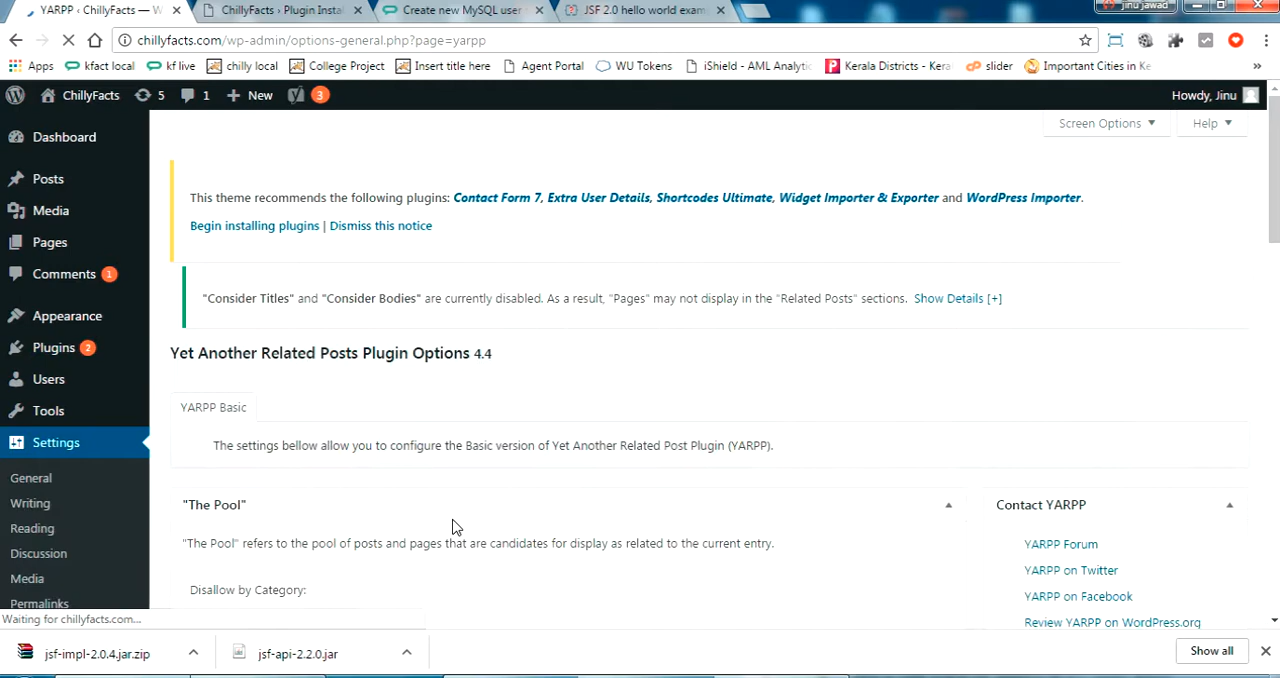 YARPP ‹ ChillyFacts — W
ChillyFacts › Plugin Insta
Create new MySQL user
JSF 2.0 hello world exam
jinu jawad
chillyfacts.com/wp-admin/options-general.php?page=yarpp
Apps
kfact local
kf live
chilly local
College Project
Insert title here
Agent Portal
WU Tokens
iShield - AML Analytic
Kerala Districts - Kera
slider
Important Cities in Ke
»
ChillyFacts
5
1
New
3
Howdy, Jinu
Screen Options
Help
Dashboard
Posts
Media
Pages
Comments 1
Appearance
Plugins 2
Users
Tools
Settings
General
Writing
Reading
Discussion
Media
Permalinks
This theme recommends the following plugins: Contact Form 7, Extra User Details, Shortcodes Ultimate, Widget Importer & Exporter and WordPress Importer.
Begin installing plugins | Dismiss this notice
"Consider Titles" and "Consider Bodies" are currently disabled. As a result, "Pages" may not display in the "Related Posts" sections. Show Details [+]
Yet Another Related Posts Plugin Options 4.4
YARPP Basic
The settings bellow allow you to configure the Basic version of Yet Another Related Post Plugin (YARPP).
"The Pool"
"The Pool" refers to the pool of posts and pages that are candidates for display as related to the current entry.
Disallow by Category:
Contact YARPP
YARPP Forum
YARPP on Twitter
YARPP on Facebook
Review YARPP on WordPress.org
Waiting for chillyfacts.com...
jsf-impl-2.0.4.jar.zip
jsf-api-2.2.0.jar
Show all